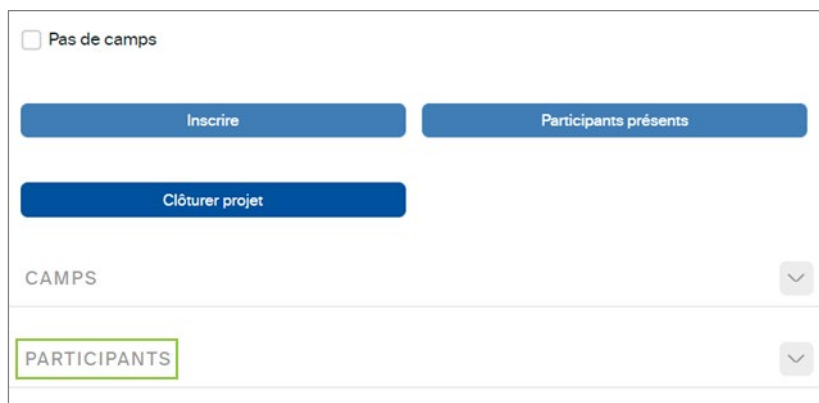 Pas de camps
Inscrire
Participants présents
Clôturer projet
CAMPS
PARTICIPANTS